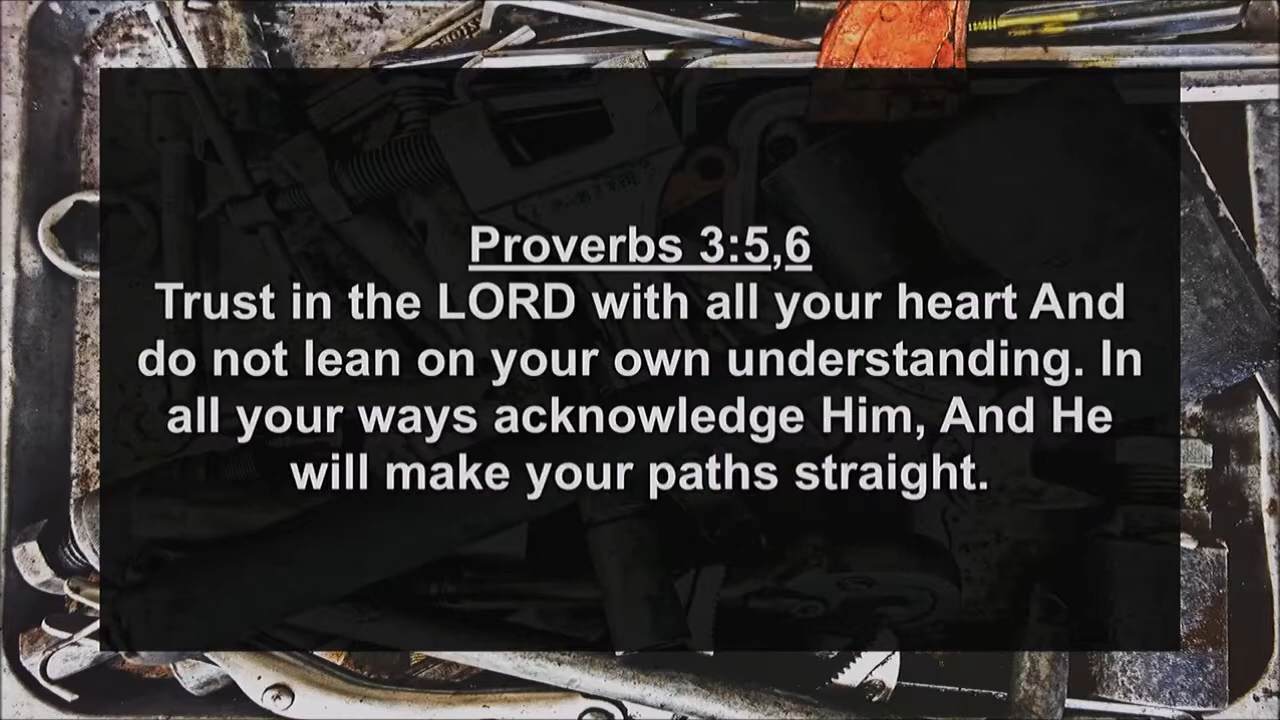 Proverbs 3:5,6
Trust in the LORD with all your heart And
do not lean on your own understanding. In
all your ways acknowledge Him, And He
will make your paths straight.